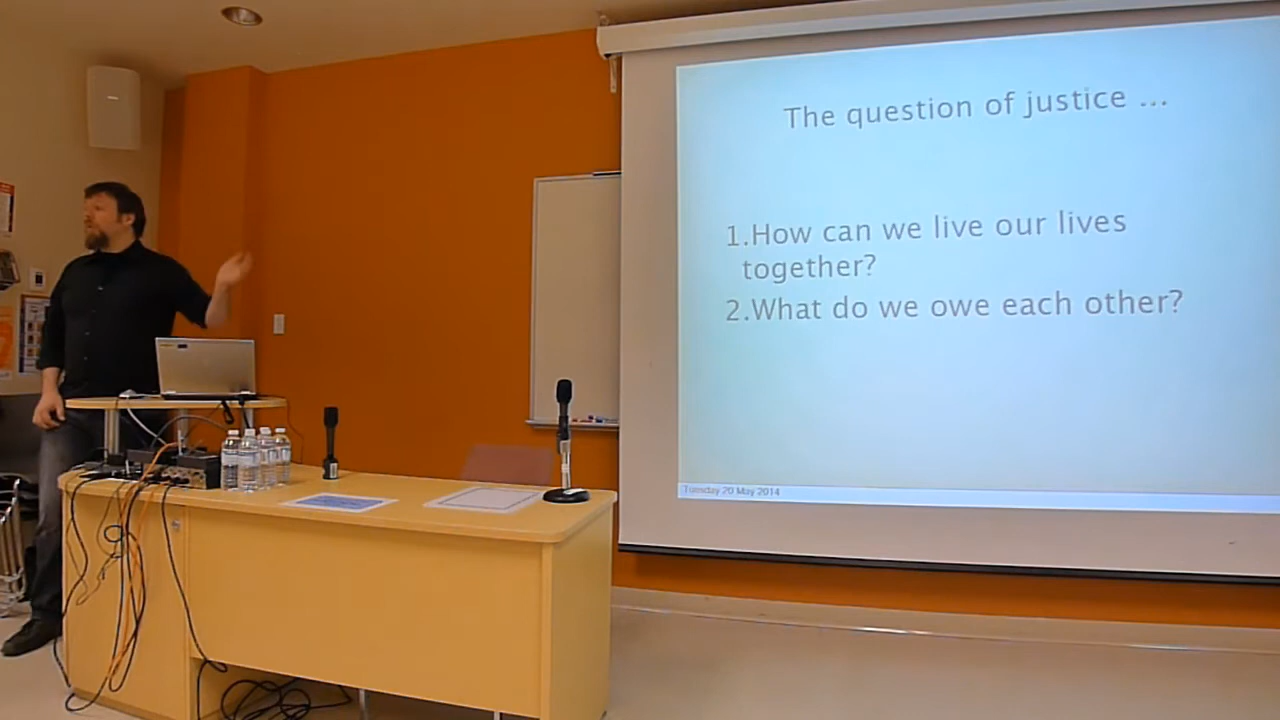 The question of justice ...
1.How can we live our lives
together?
2.What do we owe each other?
Tuesday 20 May 2014